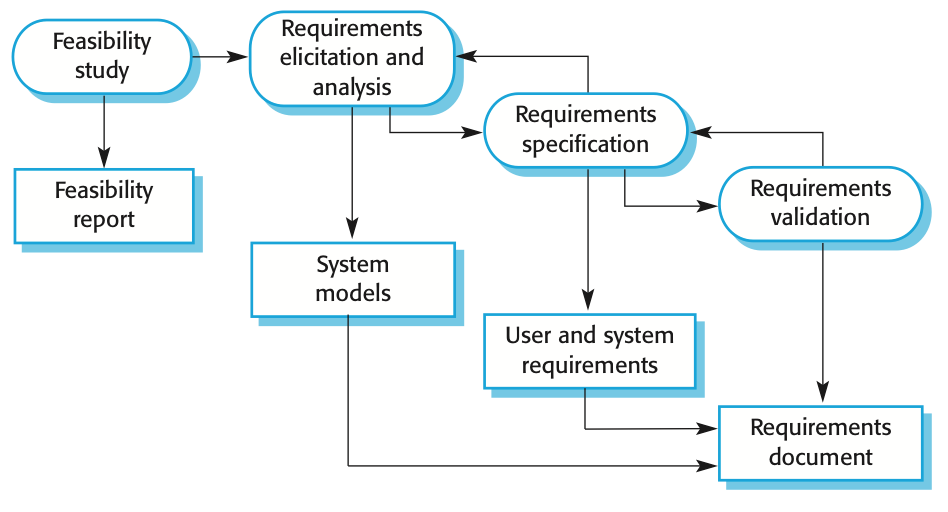 Feasibility
study
Requirements
elicitation and
analysis
Requirements
specification
Requirements
validation
Feasibility
report
System
models
User and system
requirements
Requirements
document